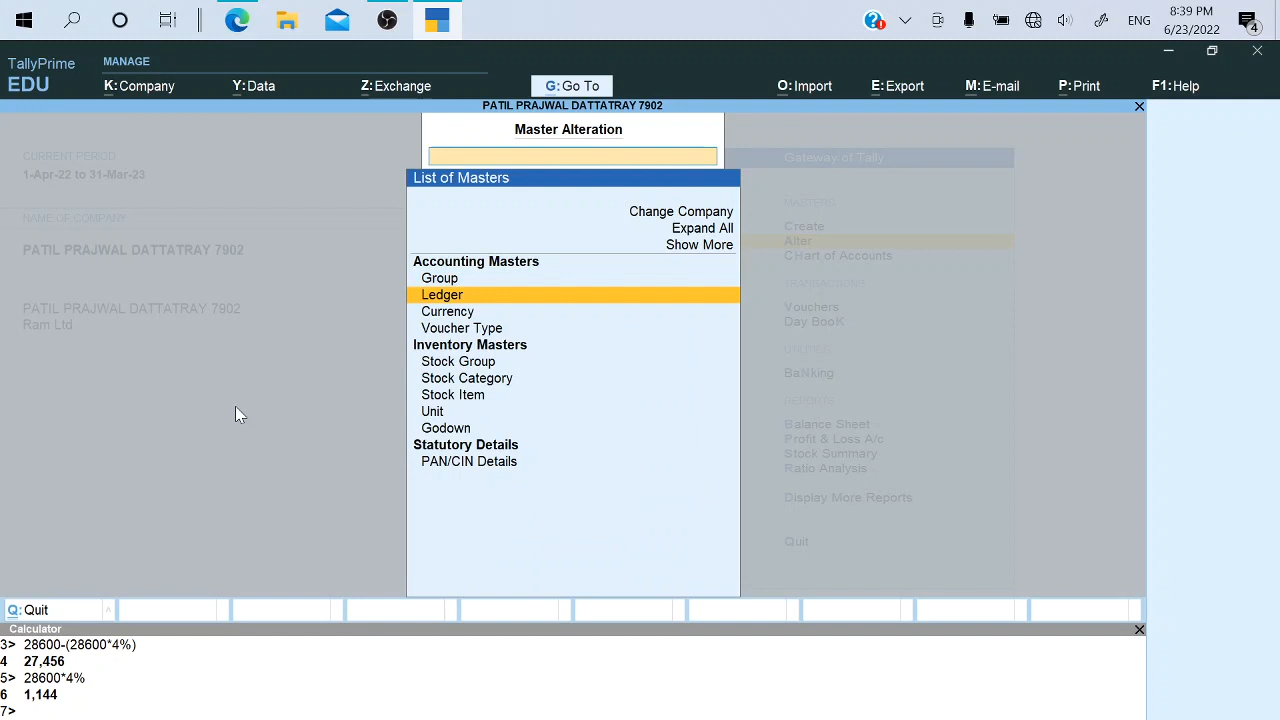 ENG
8:39 PM
6/23/2022
4
TallyPrime
MANAGE
EDU
K:Company
Y:Data
Z:Exchange
G:Go To
O:Import
E:Export
M:E-mail
P:Print
F1:Help
PATIL PRAJWAL DATTATRAY 7902
Master Alteration
CURRENT PERIOD
1-Apr-22 to 31-Mar-23
NAME OF COMPANY
PATIL PRAJWAL DATTATRAY 7902
PATIL PRAJWAL DATTATRAY 7902
Ram Ltd
List of Masters
Change Company
Expand All
Show More
Accounting Masters
Group
Ledger
Currency
Voucher Type
Inventory Masters
Stock Group
Stock Category
Stock Item
Unit
Godown
Statutory Details
PAN/CIN Details
Gateway of Tally
MASTERS
Create
Alter
CHart of Accounts
TRANSACTIONS
Vouchers
Day BooK
UTILITIES
BaNking
REPORTS
Balance Sheet
Profit & Loss A/c
Stock Summary
Ratio Analysis
Display More Reports
Quit
Q:Quit
Calculator
3> 28600-(28600*4%)
4 27,456
5> 28600*4%
6 1,144
7>